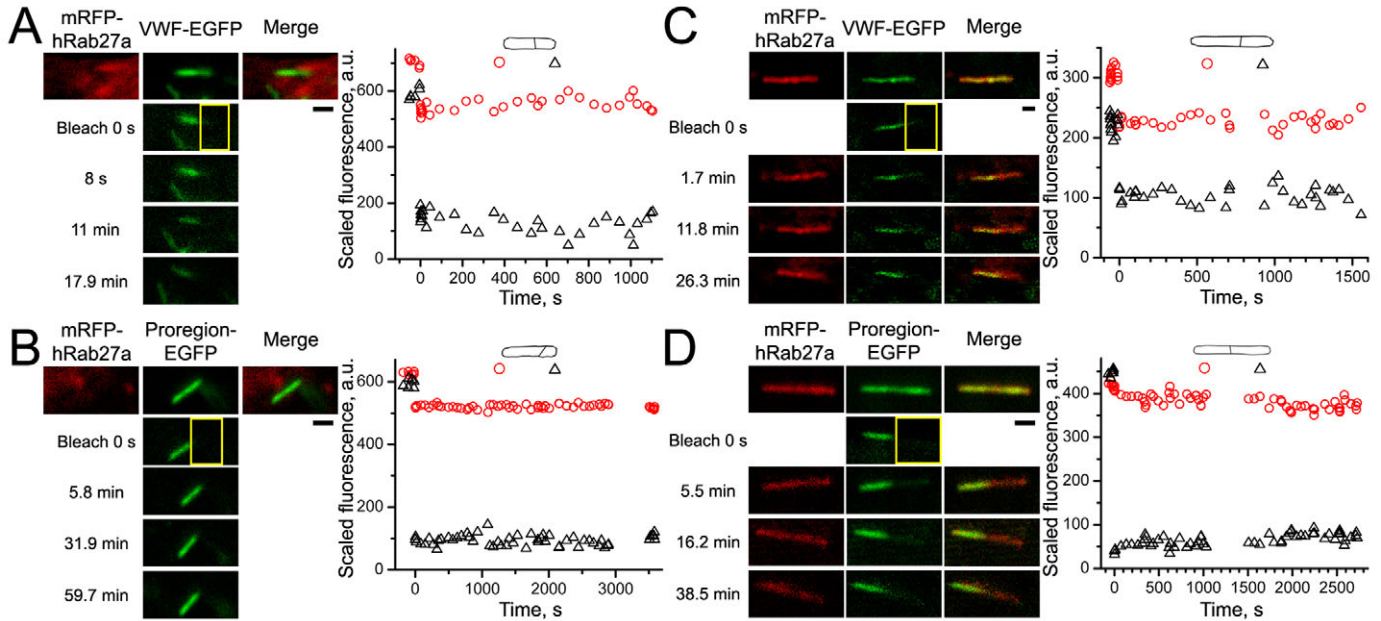 A
mRFP-
hRab27a
VWF-EGFP
Merge
Bleach 0 s
8 s
11 min
17.9 min
Scaled fluorescence, a.u.
600
400
200
0
0 200 400 600 800 1000
Time, s
C
mRFP-
hRab27a
VWF-EGFP
Merge
Bleach 0 s
1.7 min
11.8 min
26.3 min
Scaled fluorescence, a.u.
300
200
100
0
0 500 1000 1500
Time, s
B
mRFP-
hRab27a
Proregion-
EGFP
Merge
Bleach 0 s
5.8 min
31.9 min
59.7 min
Scaled fluorescence, a.u.
600
400
200
0
0 1000 2000 3000
Time, s
D
mRFP-
hRab27a
Proregion-
EGFP
Merge
Bleach 0 s
5.5 min
16.2 min
38.5 min
Scaled fluorescence, a.u.
400
350
100
50
0
0 500 1000 1500 2000 2500
Time, s